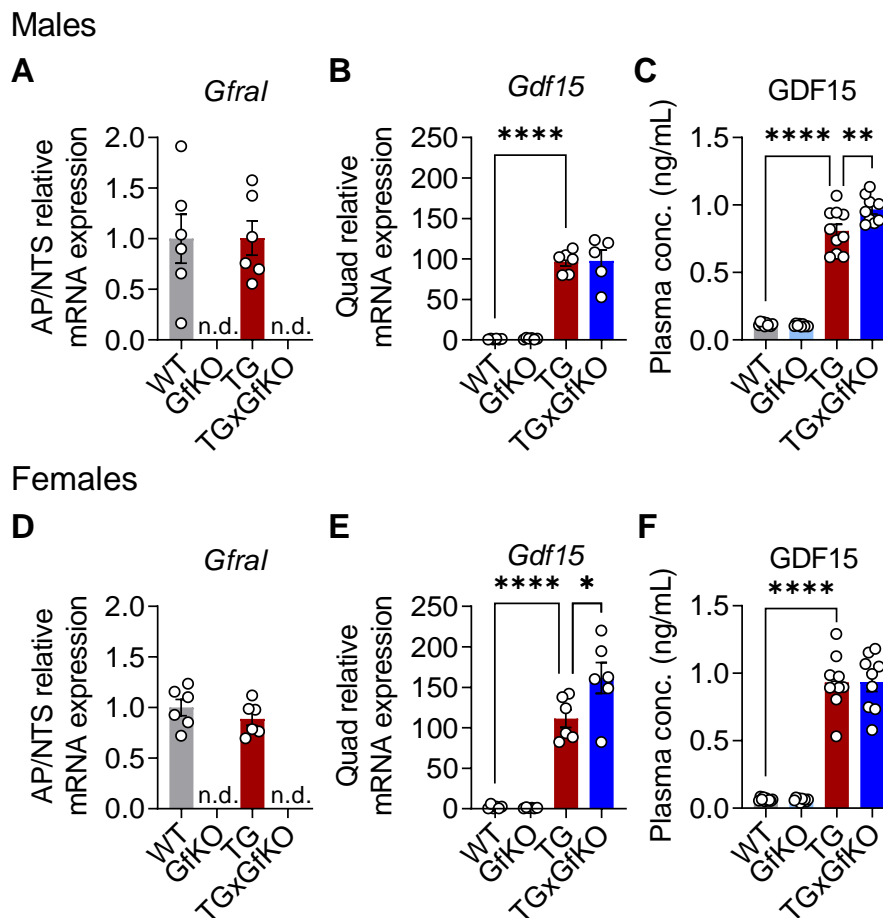 Males
A
Gfral
AP/NTS relative
mRNA expression
2.0
1.5
1.0
0.5
0.0
n.d.
n.d.
WT
GfKO
TG
TGxGfKO
B
Gdf15
Quad relative
mRNA expression
250
200
150
100
50
0
****
WT
GfKO
TG
TGxGfKO
C
GDF15
Plasma conc. (ng/mL)
1.5
1.0
0.5
0.0
**** **
WT
GfKO
TG
TGxGfKO
Females
D
Gfral
AP/NTS relative
mRNA expression
2.0
1.5
1.0
0.5
0.0
n.d.
n.d.
WT
GfKO
TG
TGxGfKO
E
Gdf15
Quad relative
mRNA expression
250
200
150
100
50
0
**** *
WT
GfKO
TG
TGxGfKO
F
GDF15
Plasma conc. (ng/mL)
1.5
1.0
0.5
0.0
****
WT
GfKO
TG
TGxGfKO